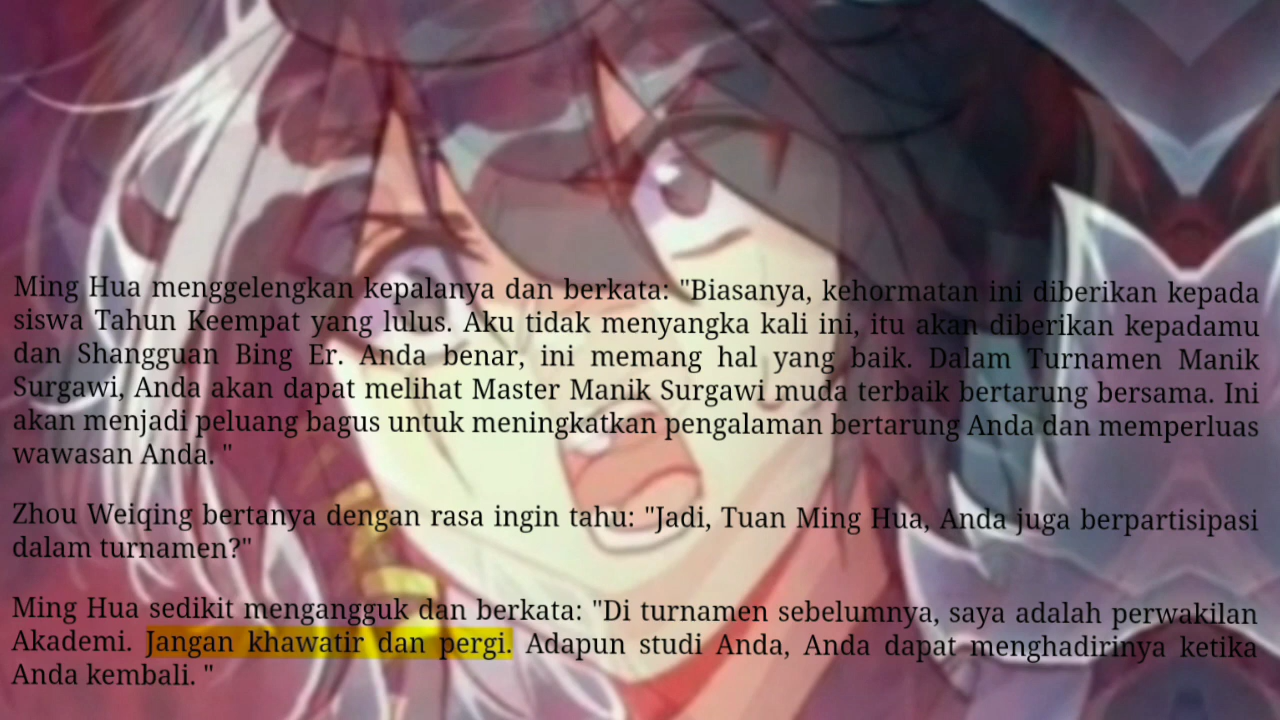 Ming Hua menggelengkan kepalanya dan berkata: "Biasanya, kehormatan ini diberikan kepada
siswa Tahun Keempat yang lulus. Aku tidak menyangka kali ini, itu akan diberikan kepadamu
dan Shangguan Bing Er. Anda benar, ini memang hal yang baik. Dalam Turnamen Manik
Surgawi, Anda akan dapat melihat Master Manik Surgawi muda terbaik bertarung bersama. Ini
akan menjadi peluang bagus untuk meningkatkan pengalaman bertarung Anda dan memperluas
wawasan Anda. "
Zhou Weiqing bertanya dengan rasa ingin tahu: "Jadi, Tuan Ming Hua, Anda juga berpartisipasi
dalam turnamen?"
Ming Hua sedikit mengangguk dan berkata: "Di turnamen sebelumnya, saya adalah perwakilan
Akademi. Jangan khawatir dan pergi. Adapun studi Anda, Anda dapat menghadirinya ketika
Anda kembali. "